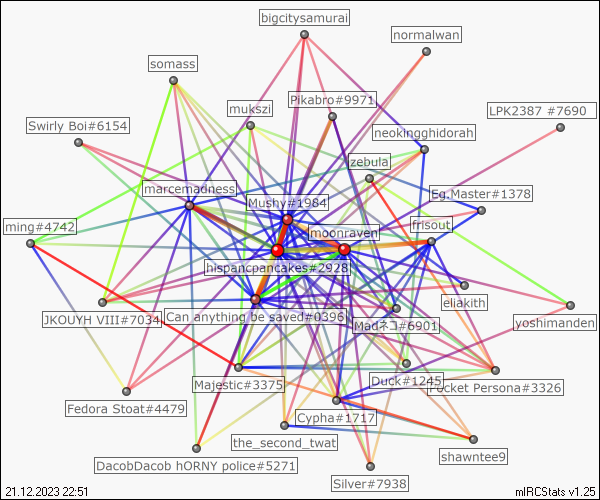 bigcitysamurai
normalwan
somass
Pikabro#9971
mukszi
LPK2387 #7690
Swirly Boi#6154
neokingghidorah
zebula
marcemadness
Eg.Master#1378
Mushy#1984
ming#4742
moonraven
frisout
hispancpancakes#2928
eliakith
JKOUYH VIII#7034
Can anything be saved#0396
Madネコ#6901
yoshimanden
Majestic#3375
Duck#1245
Pocket Persona#3326
Fedora Stoat#4479
Cypha#1717
the_second_twat
shawntee9
DacobDacob hORNY police#5271
Silver#7938
21.12.2023 22:51
mIRCStats v1.25